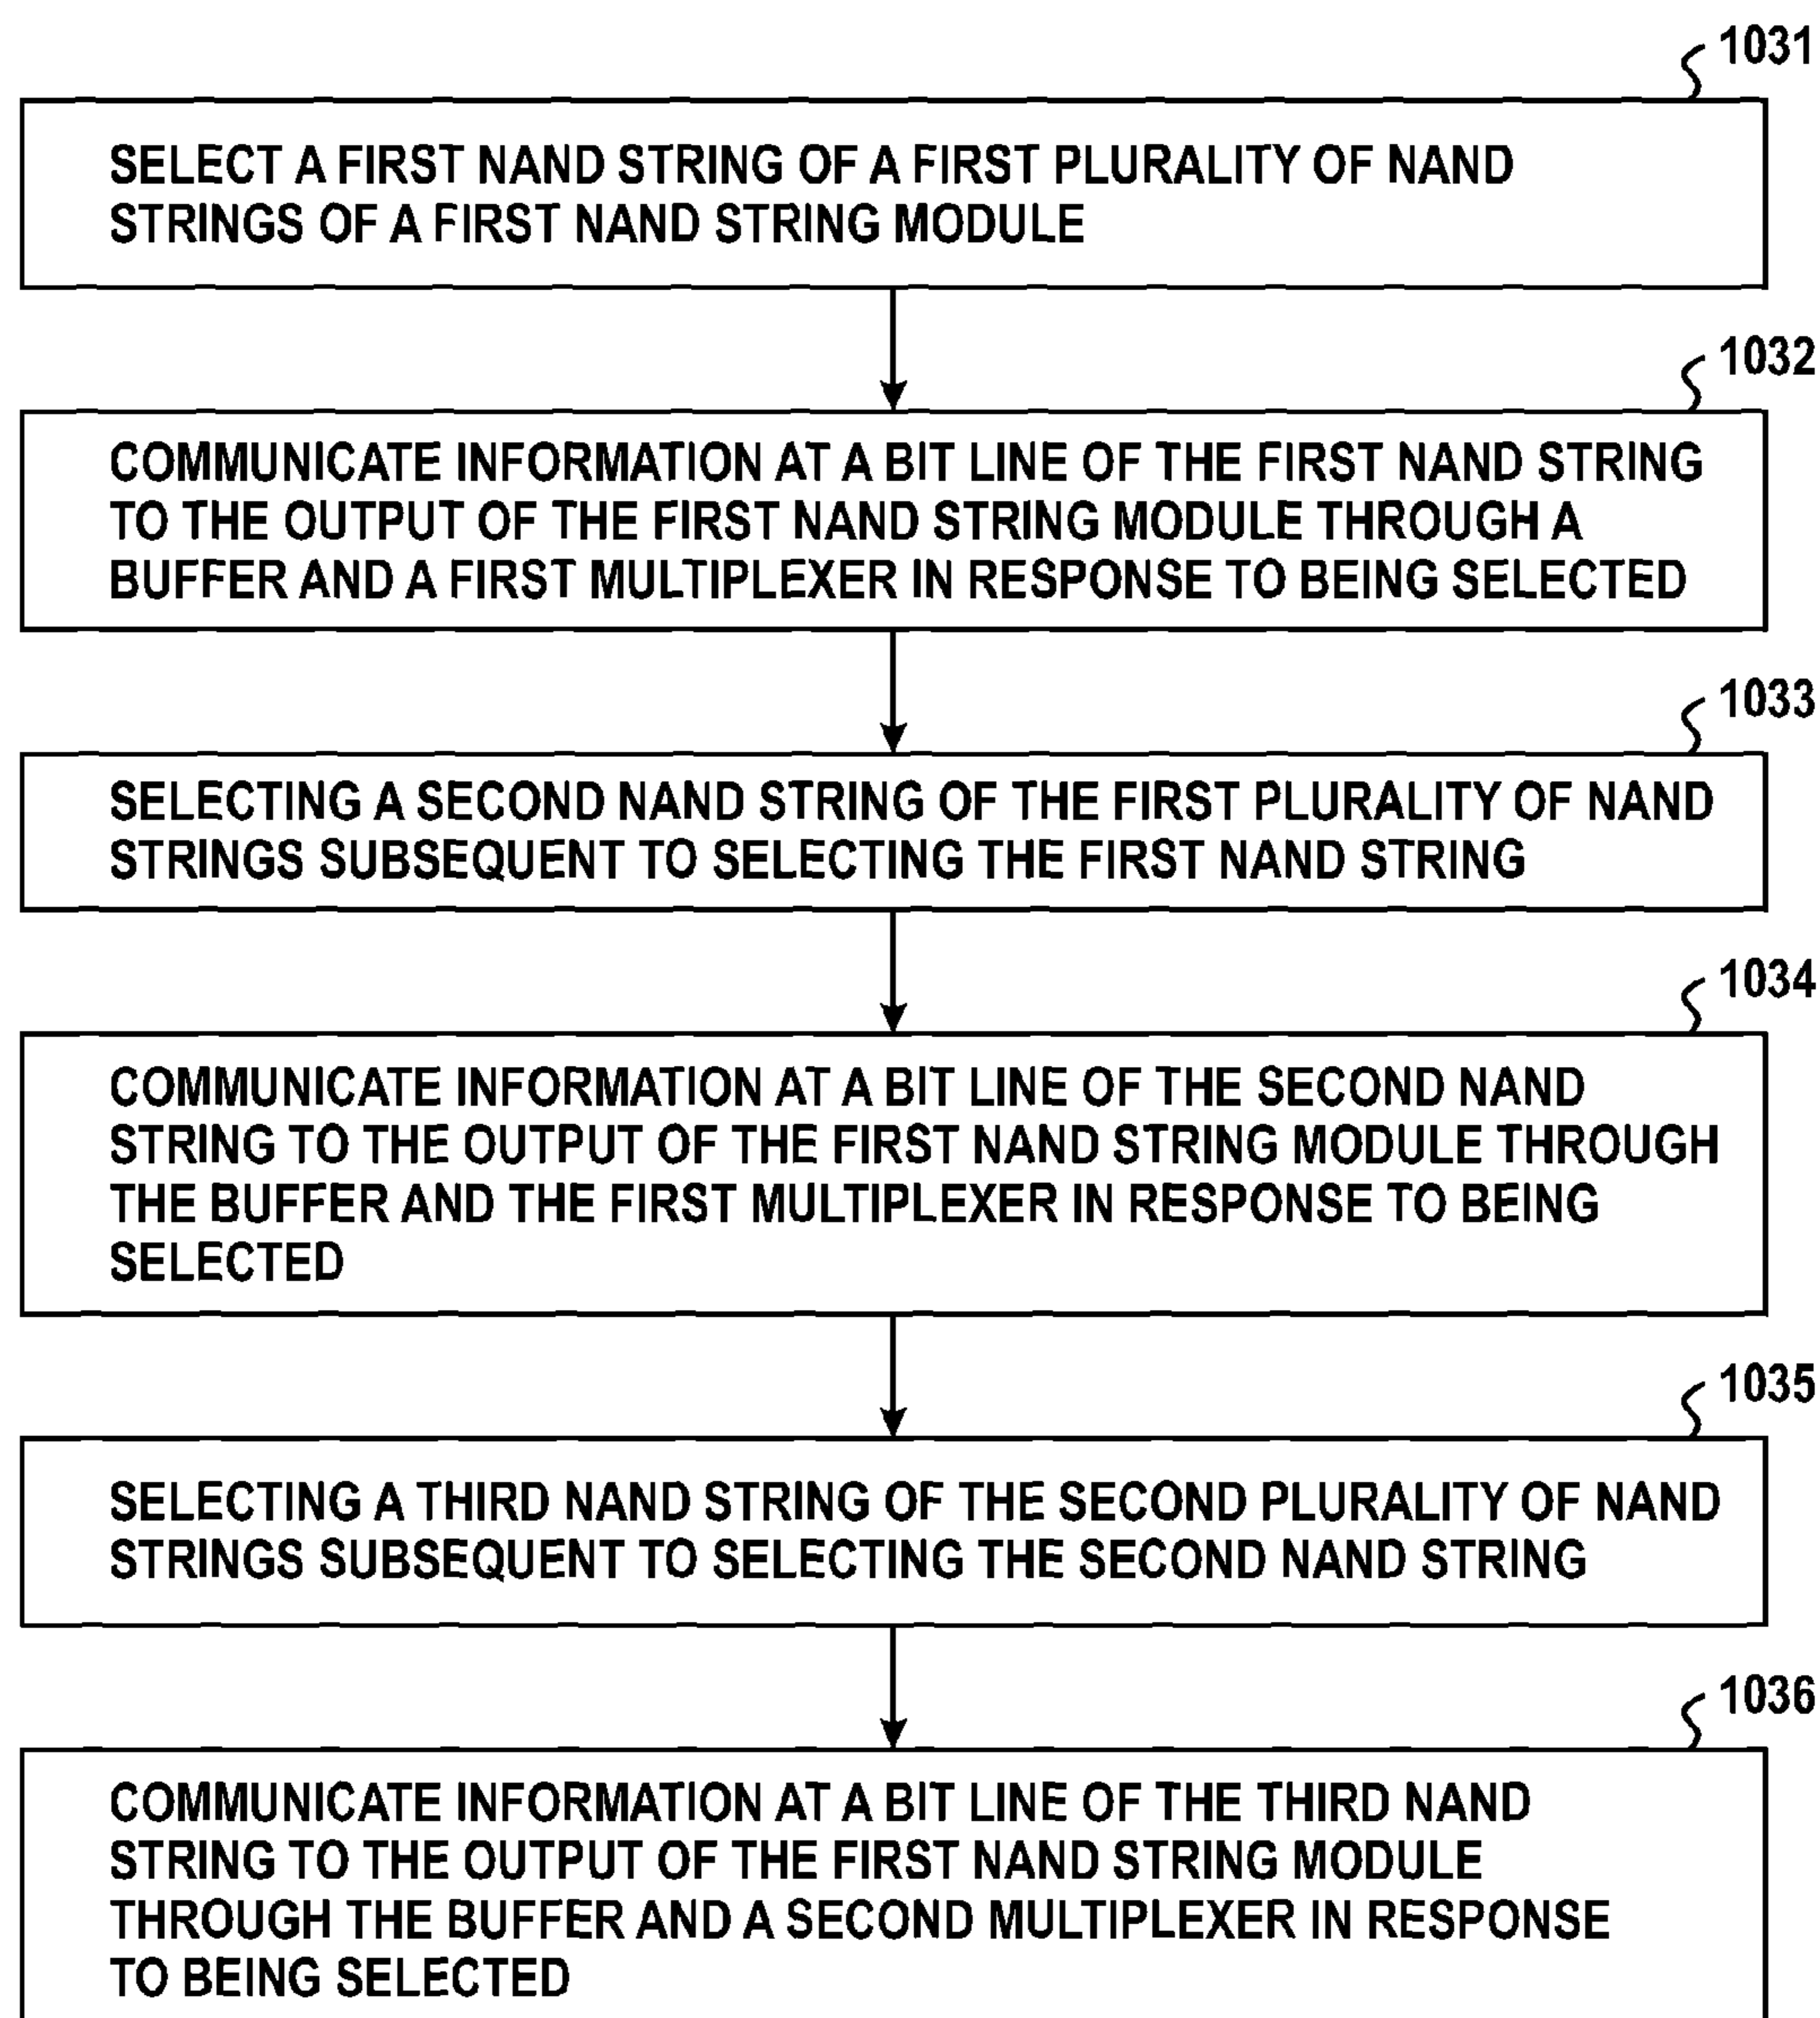 1031
SELECT A FIRST NAND STRING OF A FIRST PLURALITY OF NAND
STRINGS OF A FIRST NAND STRING MODULE
1032
COMMUNICATE INFORMATION AT A BIT LINE OF THE FIRST NAND STRING
TO THE OUTPUT OF THE FIRST NAND STRING MODULE THROUGH A
BUFFER AND A FIRST MULTIPLEXER IN RESPONSE TO BEING SELECTED
1033
SELECTING A SECOND NAND STRING OF THE FIRST PLURALITY OF NAND
STRINGS SUBSEQUENT TO SELECTING THE FIRST NAND STRING
1034
COMMUNICATE INFORMATION AT A BIT LINE OF THE SECOND NAND
STRING TO THE OUTPUT OF THE FIRST NAND STRING MODULE THROUGH
THE BUFFER AND THE FIRST MULTIPLEXER IN RESPONSE TO BEING
SELECTED
1035
SELECTING A THIRD NAND STRING OF THE SECOND PLURALITY OF NAND
STRINGS SUBSEQUENT TO SELECTING THE SECOND NAND STRING
1036
COMMUNICATE INFORMATION AT A BIT LINE OF THE THIRD NAND
STRING TO THE OUTPUT OF THE FIRST NAND STRING MODULE
THROUGH THE BUFFER AND A SECOND MULTIPLEXER IN RESPONSE
TO BEING SELECTED